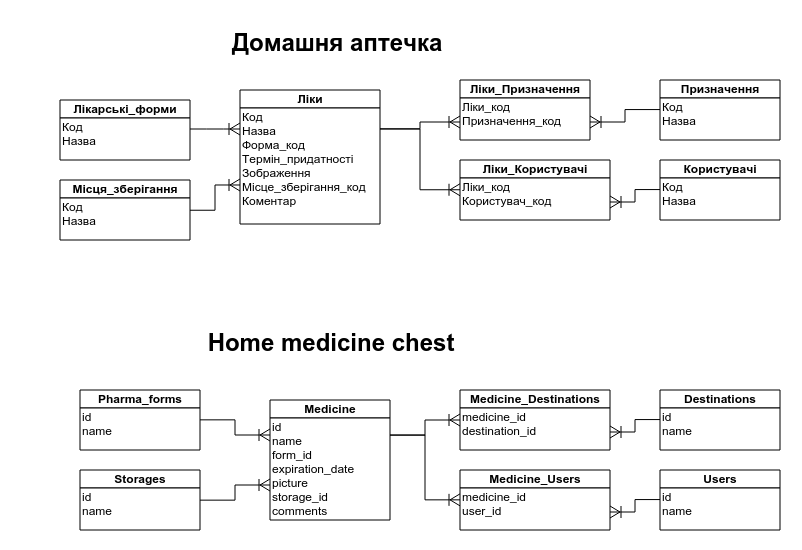 Домашня аптечка
Лікарські_форми
Код
Назва
Місця_зберігання
Код
Назва
Ліки
Код
Назва
Форма_код
Термін_придатності
Зображення
Місце_зберігання_код
Коментар
Ліки_Призначення
Ліки_код
Призначення_код
Ліки_Користувачі
Ліки_код
Користувач_код
Призначення
Код
Назва
Користувачі
Код
Назва
Home medicine chest
Pharma_forms
id
name
Storages
id
name
Medicine
id
name
form_id
expiration_date
picture
storage_id
comments
Medicine_Destinations
medicine_id
destination_id
Medicine_Users
medicine_id
user_id
Destinations
id
name
Users
id
name